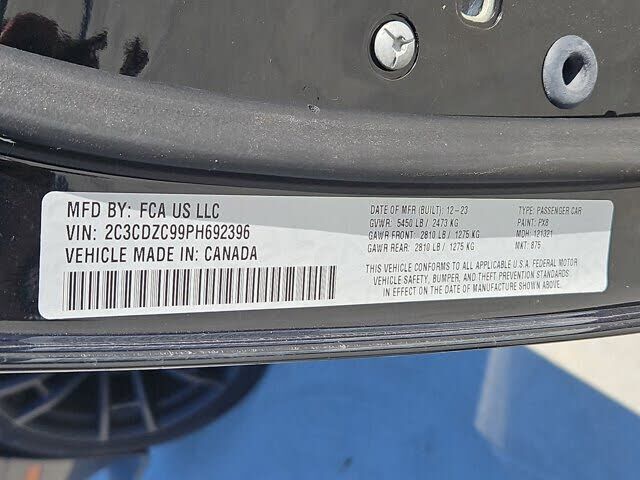 MFD BY: FCA US LLC
VIN: 2C3CDZC99PH692396
VEHICLE MADE IN: CANADA
DATE OF MFR (BUILT): 12-23
GVWR: 5450 LB / 2473 KG
GAWR FRONT: 2810 LB / 1275 KG
GAWR REAR: 2810 LB / 1275 KG
TYPE: PASSENGER CAR
PAINT: PX8
MDH: 121321
MKT: 875
THIS VEHICLE CONFORMS TO ALL APPLICABLE U.S.A. FEDERAL MOTOR
VEHICLE SAFETY, BUMPER, AND THEFT PREVENTION STANDARDS
IN EFFECT ON THE DATE OF MANUFACTURE SHOWN ABOVE.